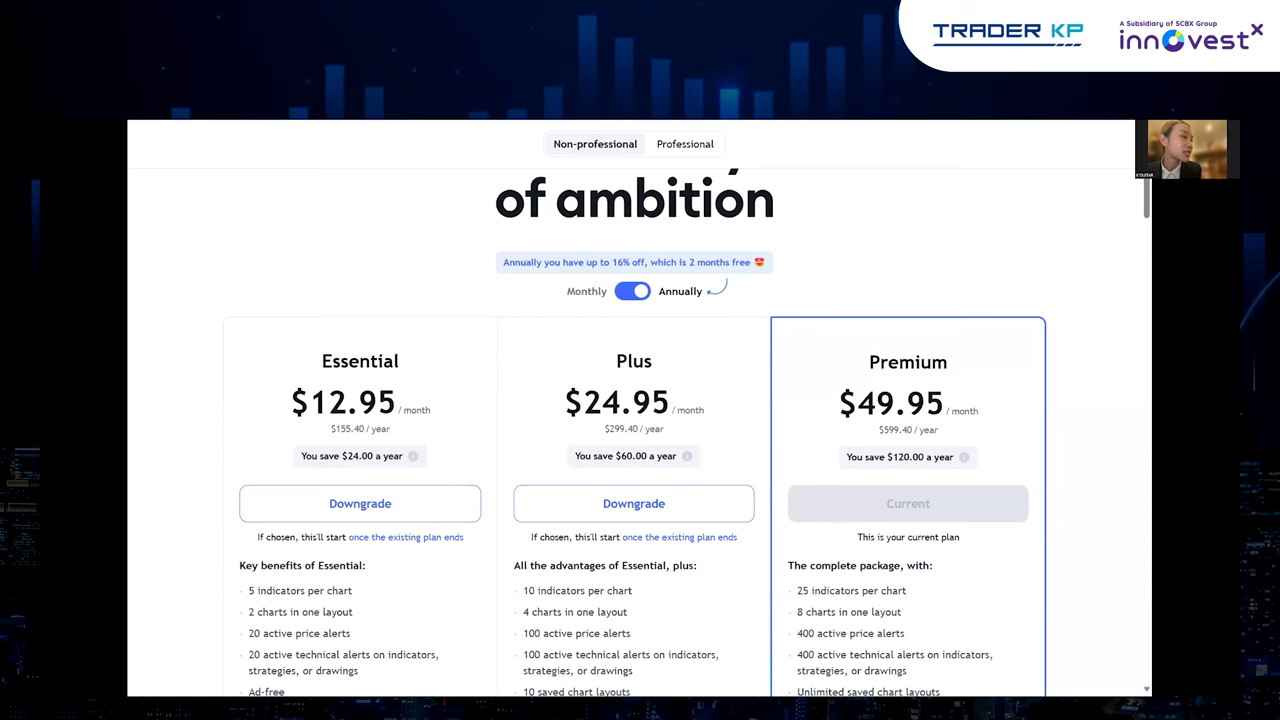 TRADER KP
A Subsidiary of SCBX Group
innovestx
Non-professional Professional
of ambition
Annually you have up to 16% off, which is 2 months free 😍
Monthly Annually
Essential
$12.95 / month
$155.40 / year
You save $24.00 a year
Downgrade
If chosen, this'll start once the existing plan ends
Key benefits of Essential:
· 5 indicators per chart
· 2 charts in one layout
· 20 active price alerts
· 20 active technical alerts on indicators,
strategies, or drawings
· Ad-free
Plus
$24.95 / month
$299.40 / year
You save $60.00 a year
Downgrade
If chosen, this'll start once the existing plan ends
All the advantages of Essential, plus:
· 10 indicators per chart
· 4 charts in one layout
· 100 active price alerts
· 100 active technical alerts on indicators,
strategies, or drawings
· 10 saved chart layouts
Premium
$49.95 / month
$599.40 / year
You save $120.00 a year
Current
This is your current plan
The complete package, with:
· 25 indicators per chart
· 8 charts in one layout
· 400 active price alerts
· 400 active technical alerts on indicators,
strategies, or drawings
· Unlimited saved chart layouts